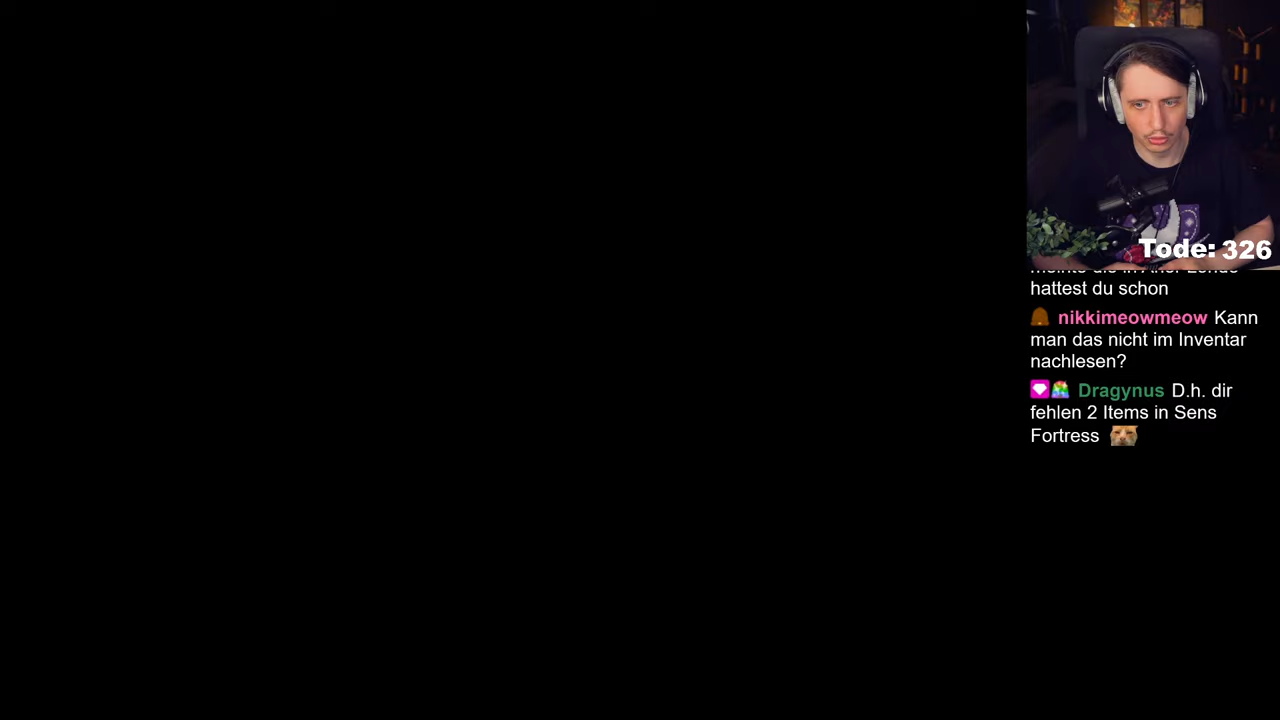 Tode: 326
hattest du schon
nikkimeowmeow Kann
man das nicht im Inventar
nachlesen?
Dragynus D.h. dir
fehlen 2 Items in Sens
Fortress